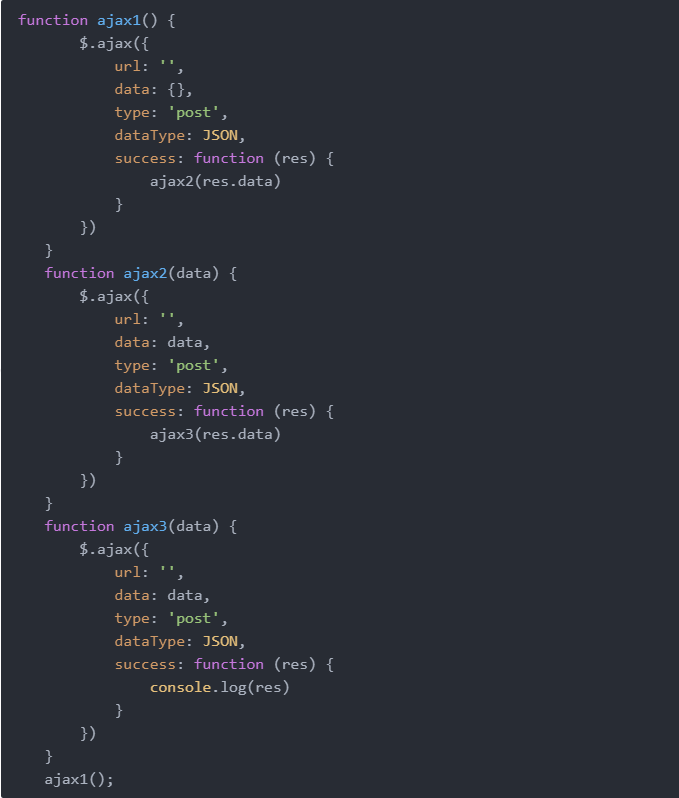 function ajax1() {
$.ajax({
url: '',
data: {},
type: 'post',
dataType: JSON,
success: function (res) {
ajax2(res.data)
}
})
}
function ajax2(data) {
$.ajax({
url: '',
data: data,
type: 'post',
dataType: JSON,
success: function (res) {
ajax3(res.data)
}
})
}
function ajax3(data) {
$.ajax({
url: '',
data: data,
type: 'post',
dataType: JSON,
success: function (res) {
console.log(res)
}
})
}
ajax1();